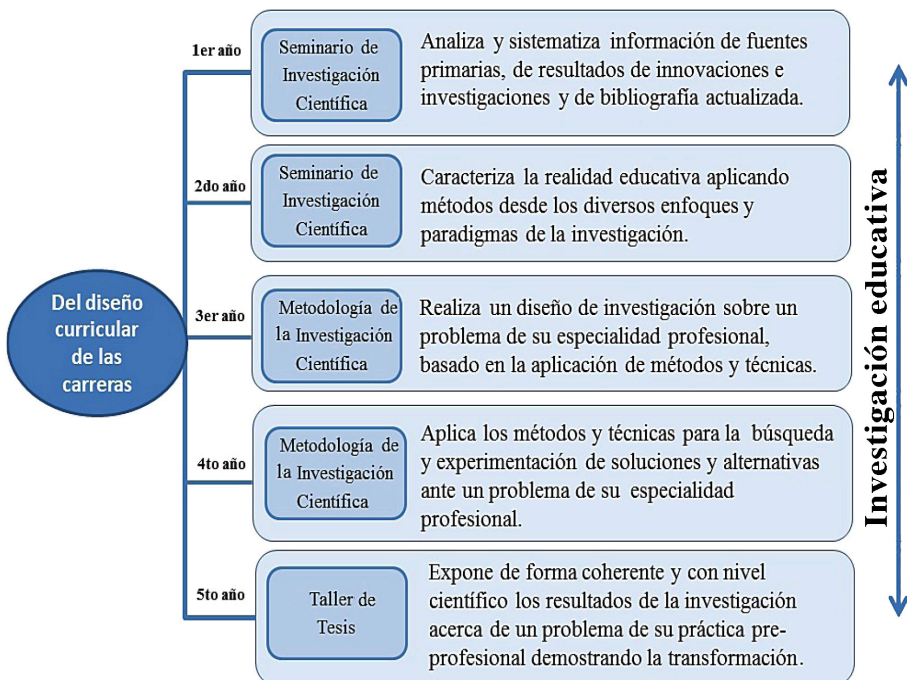 Del diseño
curricular
de las
carreras
1er año
Seminario de
Investigación
Científica
Analiza y sistematiza información de fuentes
primarias, de resultados de innovaciones e
investigaciones y de bibliografía actualizada.
2do año
Seminario de
Investigación
Científica
Caracteriza la realidad educativa aplicando
métodos desde los diversos enfoques y
paradigmas de la investigación.
3er año
Metodología de
la Investigación
Científica
Realiza un diseño de investigación sobre un
problema de su especialidad profesional,
basado en la aplicación de métodos y técnicas.
4to año
Metodología de
la Investigación
Científica
Aplica los métodos y técnicas para la búsqueda
y experimentación de soluciones y alternativas
ante un problema de su especialidad
profesional.
5to año
Taller de
Tesis
Expone de forma coherente y con nivel
científico los resultados de la investigación
acerca de un problema de su práctica pre-
profesional demostrando la transformación.
Investigación educativa